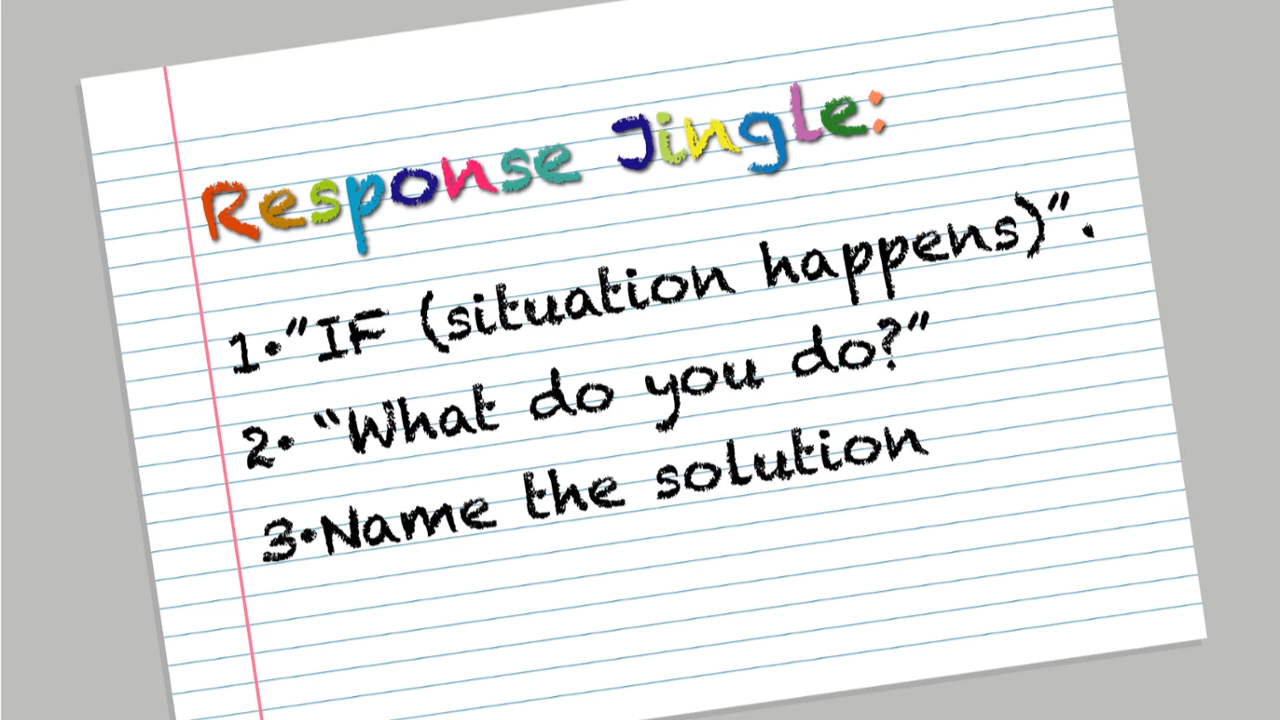 Response Jingle:
1."IF (situation happens)".
2. "What do you do?"
3.Name the solution